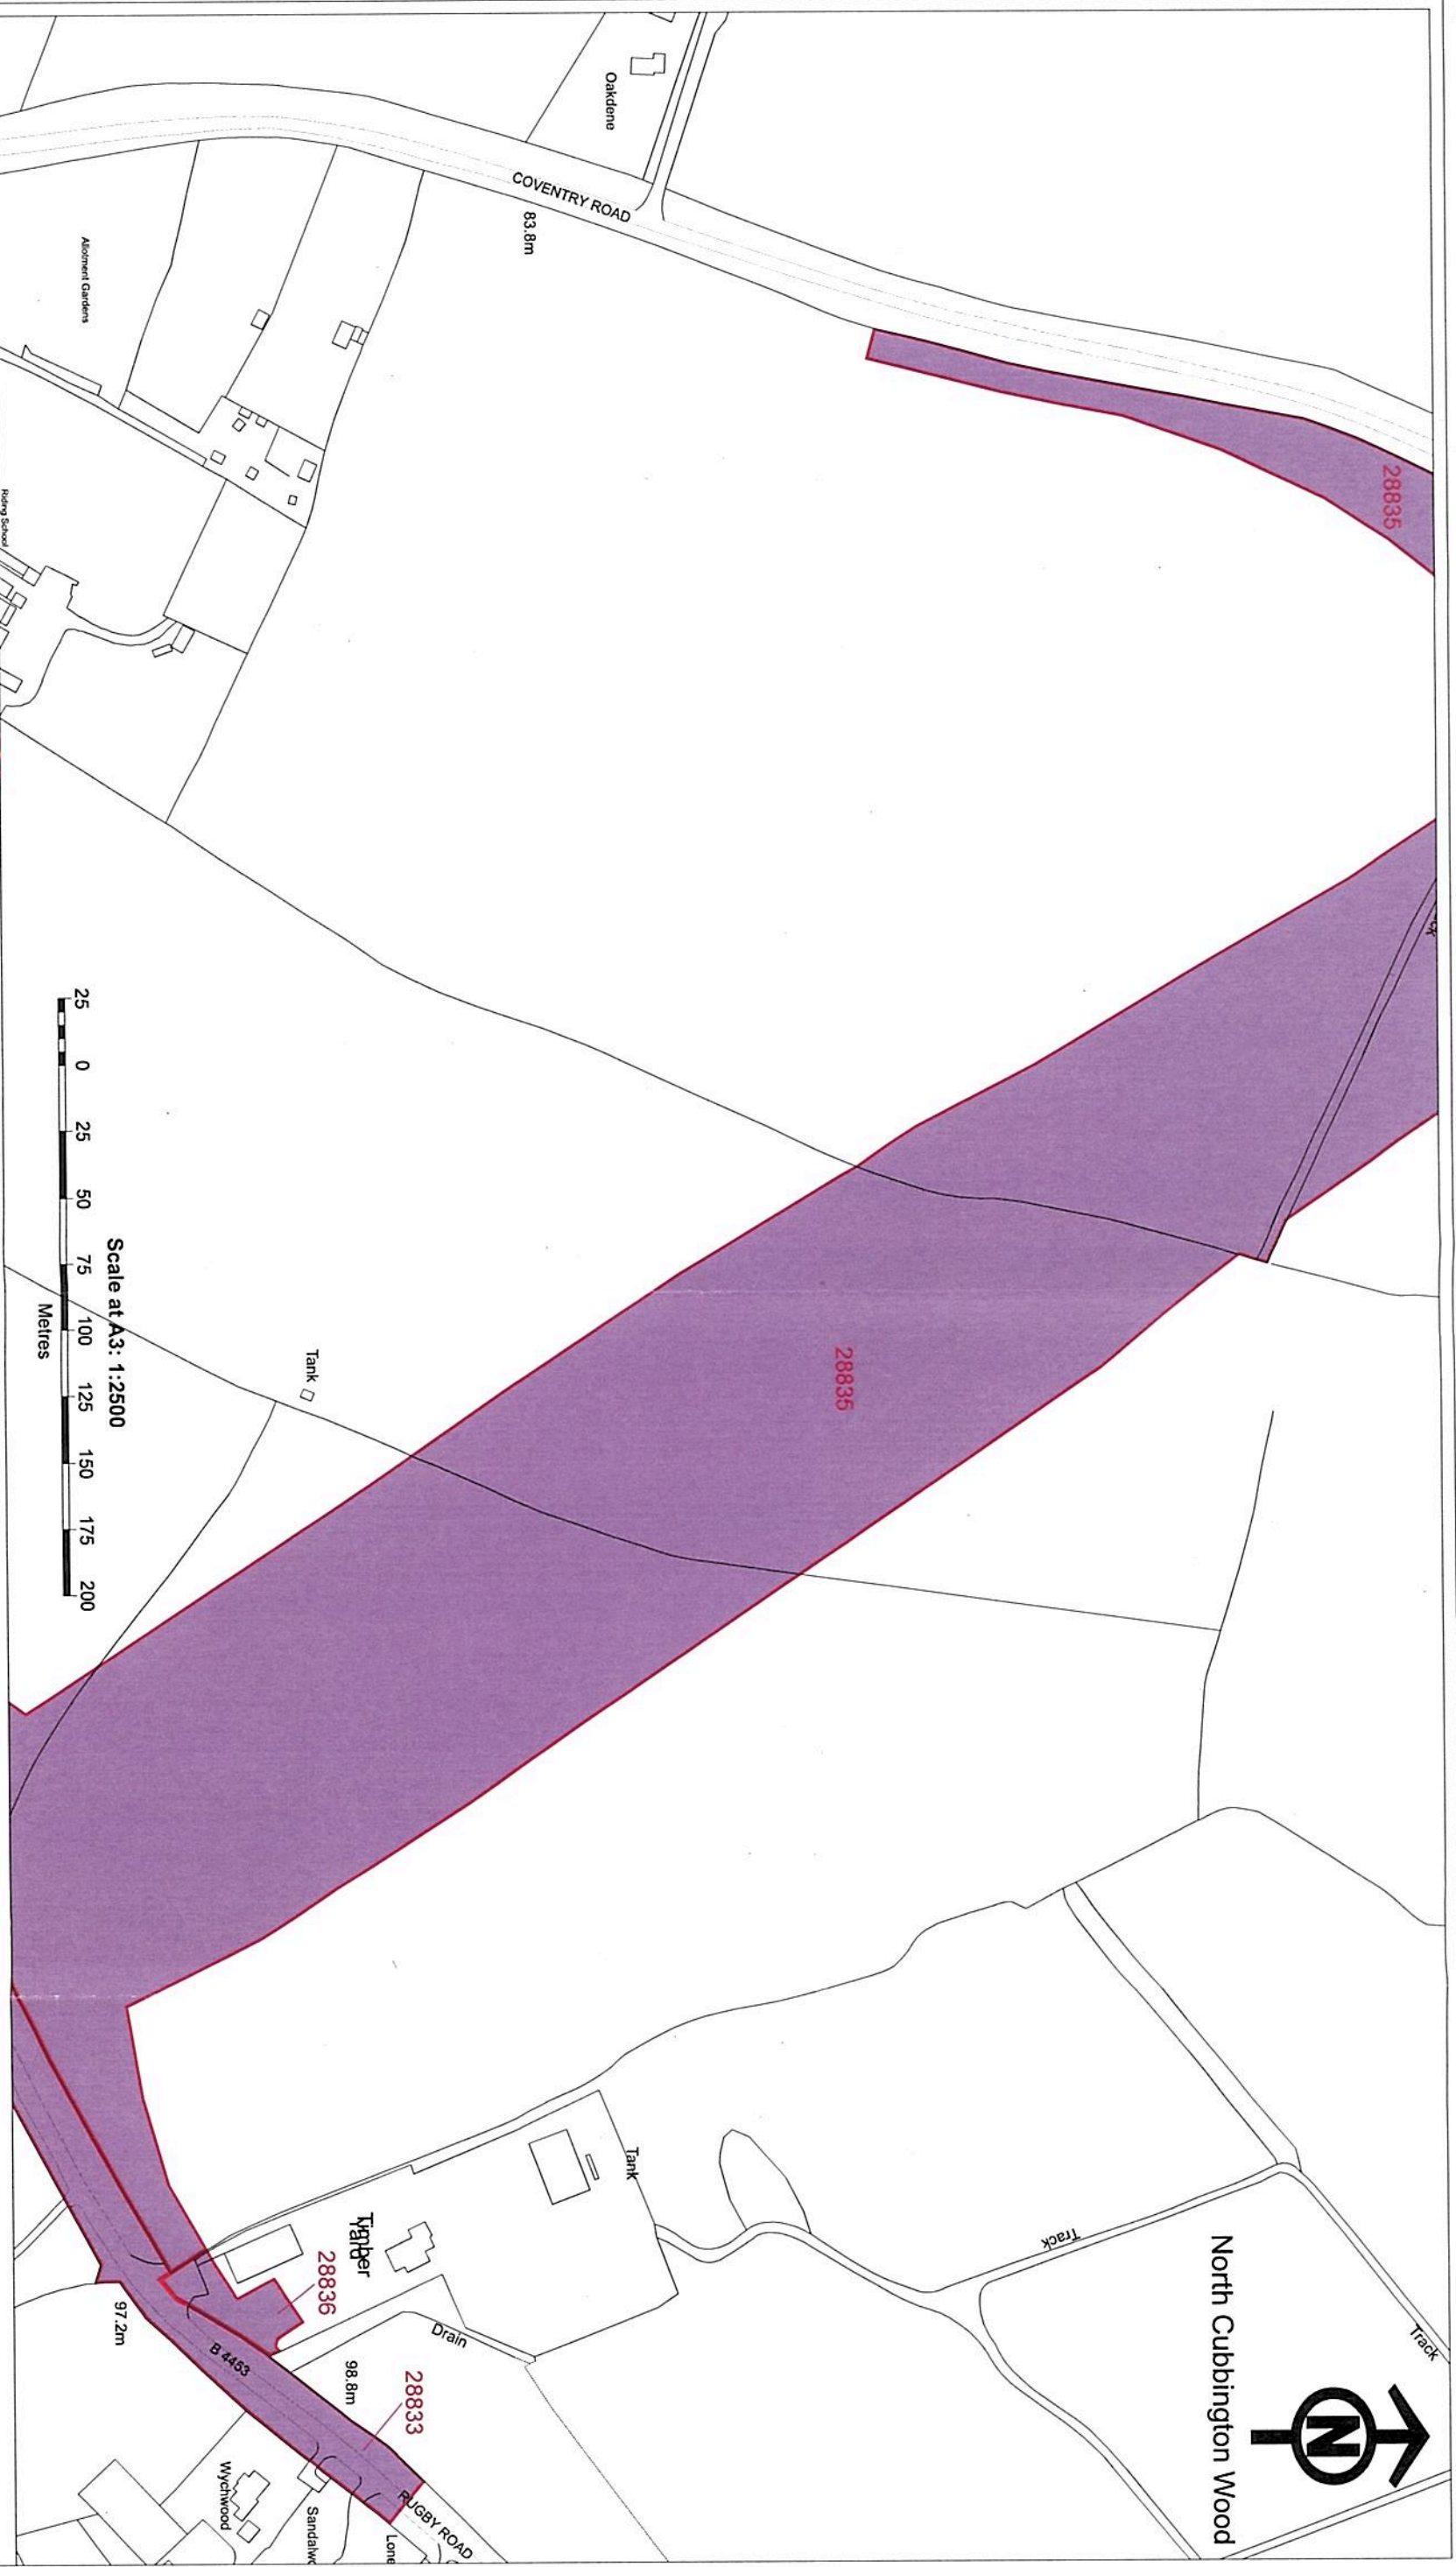 North Cubbington Wood
N
Track
Track
28835
Oakdene
COVENTRY ROAD
83.8m
28835
Tank
Tank
Timber
Yard
28836
Drain
98.8m
28833
RUGBY ROAD
B 4453
97.2m
Wychwood
Allotment Gardens
Riding School
Scale at A3: 1:2500
25 0 25 50 75 100 125 150 175 200
Metres